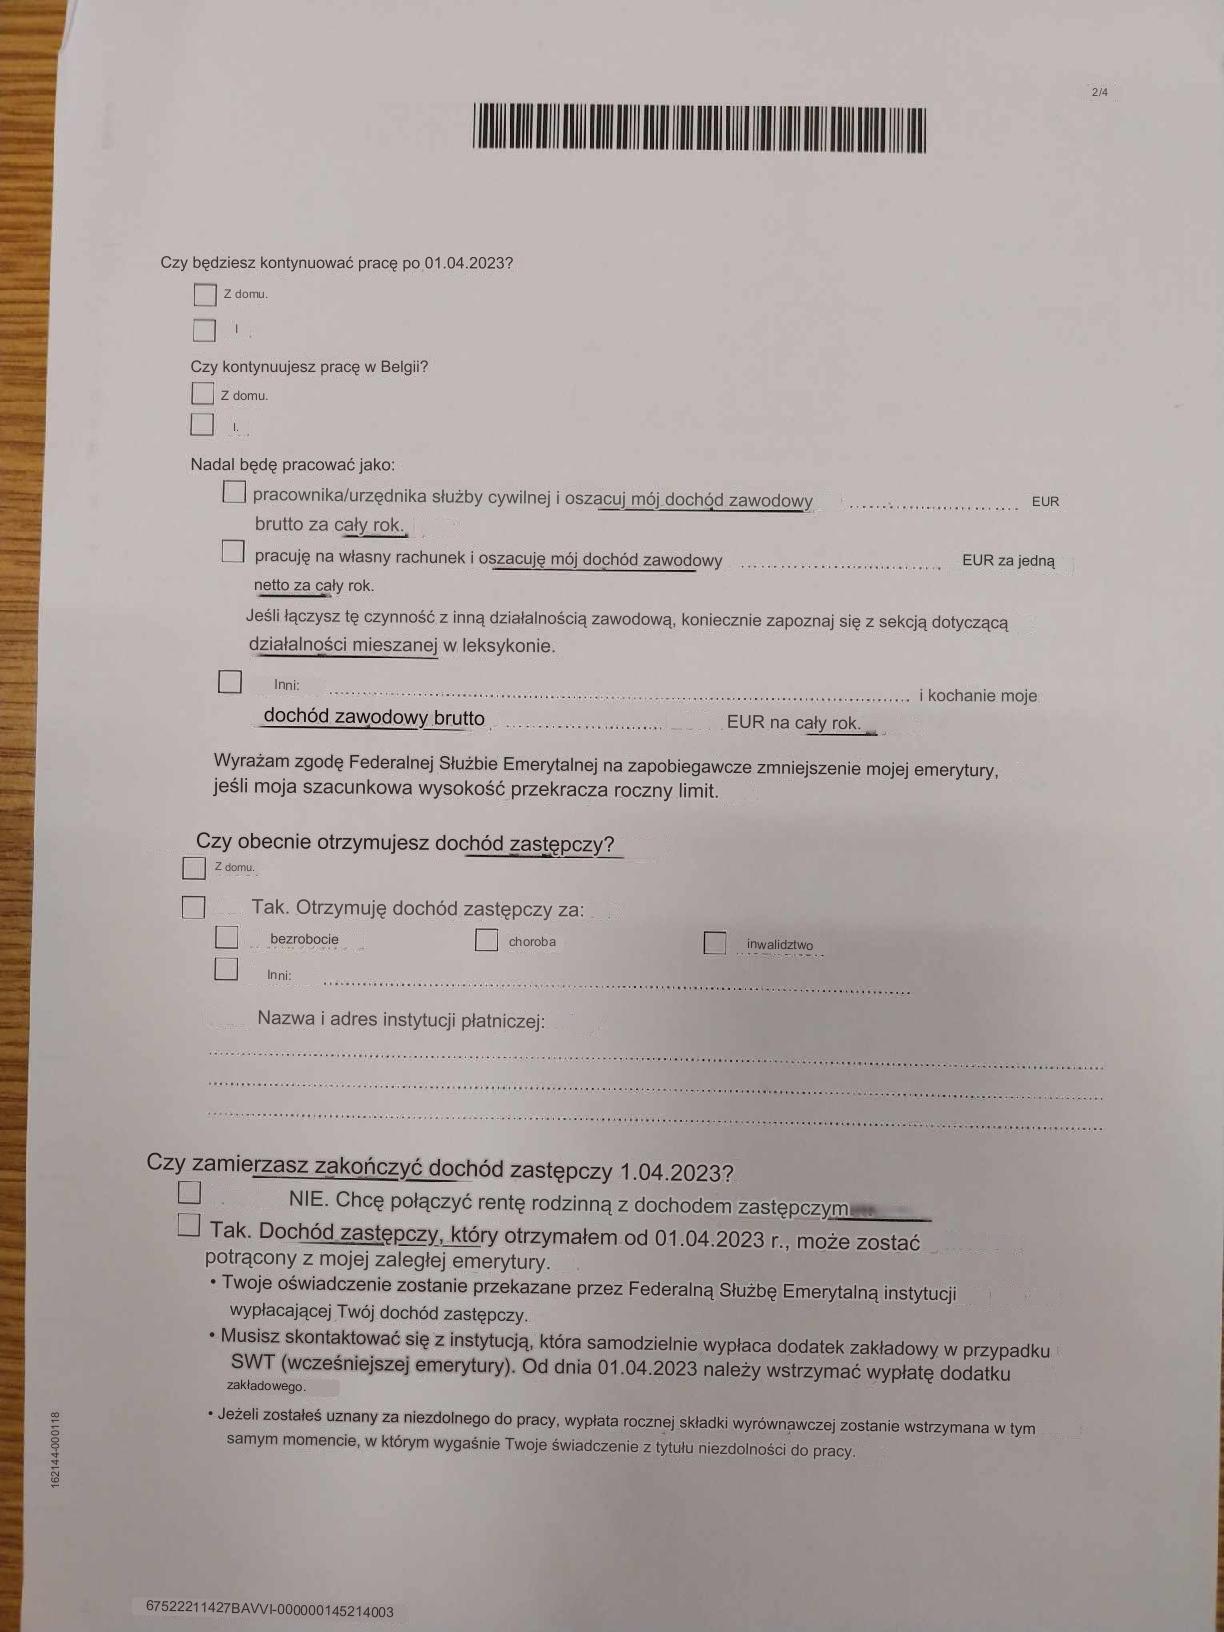 2/4
Czy będziesz kontynuować pracę po 01.04.2023?
Z domu.
I
Czy kontynuujesz pracę w Belgii?
Z domu.
I.
Nadal będę pracować jako:
pracownika/urzędnika służby cywilnej i oszacuj mój dochód zawodowy ........................ EUR
brutto za cały rok.
pracuję na własny rachunek i oszacuję mój dochód zawodowy ........................ EUR za jedną
netto za cały rok.
Jeśli łączysz tę czynność z inną działalnością zawodową, koniecznie zapoznaj się z sekcją dotyczącą
działalności mieszanej w leksykonie.
Inni: ........................ i kochanie moje
dochód zawodowy brutto ........................ EUR na cały rok.
Wyrażam zgodę Federalnej Służbie Emerytalnej na zapobiegawcze zmniejszenie mojej emerytury,
jeśli moja szacunkowa wysokość przekracza roczny limit.
Czy obecnie otrzymujesz dochód zastępczy?
Z domu.
Tak. Otrzymuję dochód zastępczy za:
bezrobocie choroba inwalidztwo
Inni: ........................
Nazwa i adres instytucji płatniczej:
Czy zamierzasz zakończyć dochód zastępczy 1.04.2023?
NIE. Chcę połączyć rentę rodzinną z dochodem zastępczym
Tak. Dochód zastępczy, który otrzymałem od 01.04.2023 r., może zostać
potrącony z mojej zaległej emerytury.
• Twoje oświadczenie zostanie przekazane przez Federalną Służbę Emerytalną instytucji
wypłacającej Twój dochód zastępczy.
• Musisz skontaktować się z instytucją, która samodzielnie wypłaca dodatek zakładowy w przypadku
SWT (wcześniejszej emerytury). Od dnia 01.04.2023 należy wstrzymać wypłatę dodatku
zakładowego.
• Jeżeli zostałeś uznany za niezdolnego do pracy, wypłata rocznej składki wyrównawczej zostanie wstrzymana w tym
samym momencie, w którym wygaśnie Twoje świadczenie z tytułu niezdolności do pracy.
162144-000118
67522211427BAVVI-000000145214003